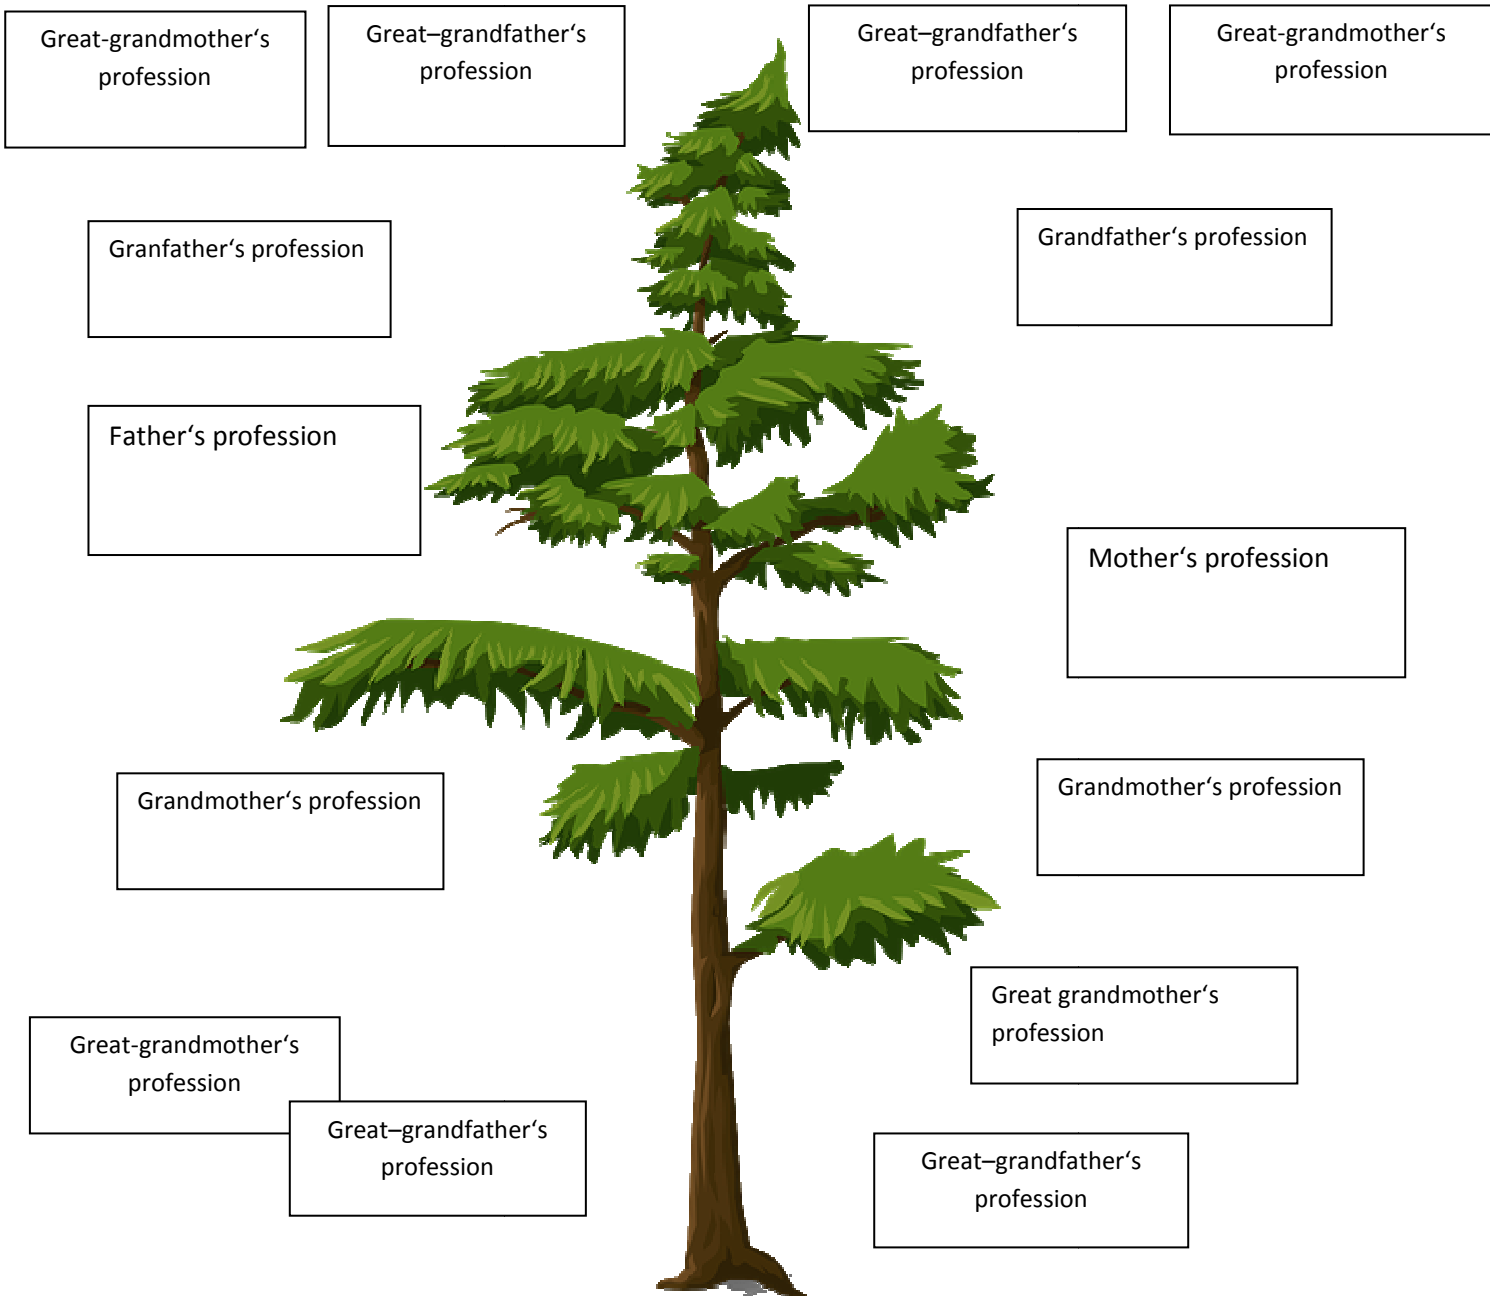 Great-grandmother‘s
profession
Great–grandfather‘s
profession
Great–grandfather‘s
profession
Great-grandmother‘s
profession
Granfather‘s profession
Grandfather‘s profession
Father‘s profession
Mother‘s profession
Grandmother‘s profession
Grandmother‘s profession
Great grandmother‘s
profession
Great-grandmother‘s
profession
Great–grandfather‘s
profession
Great–grandfather‘s
profession